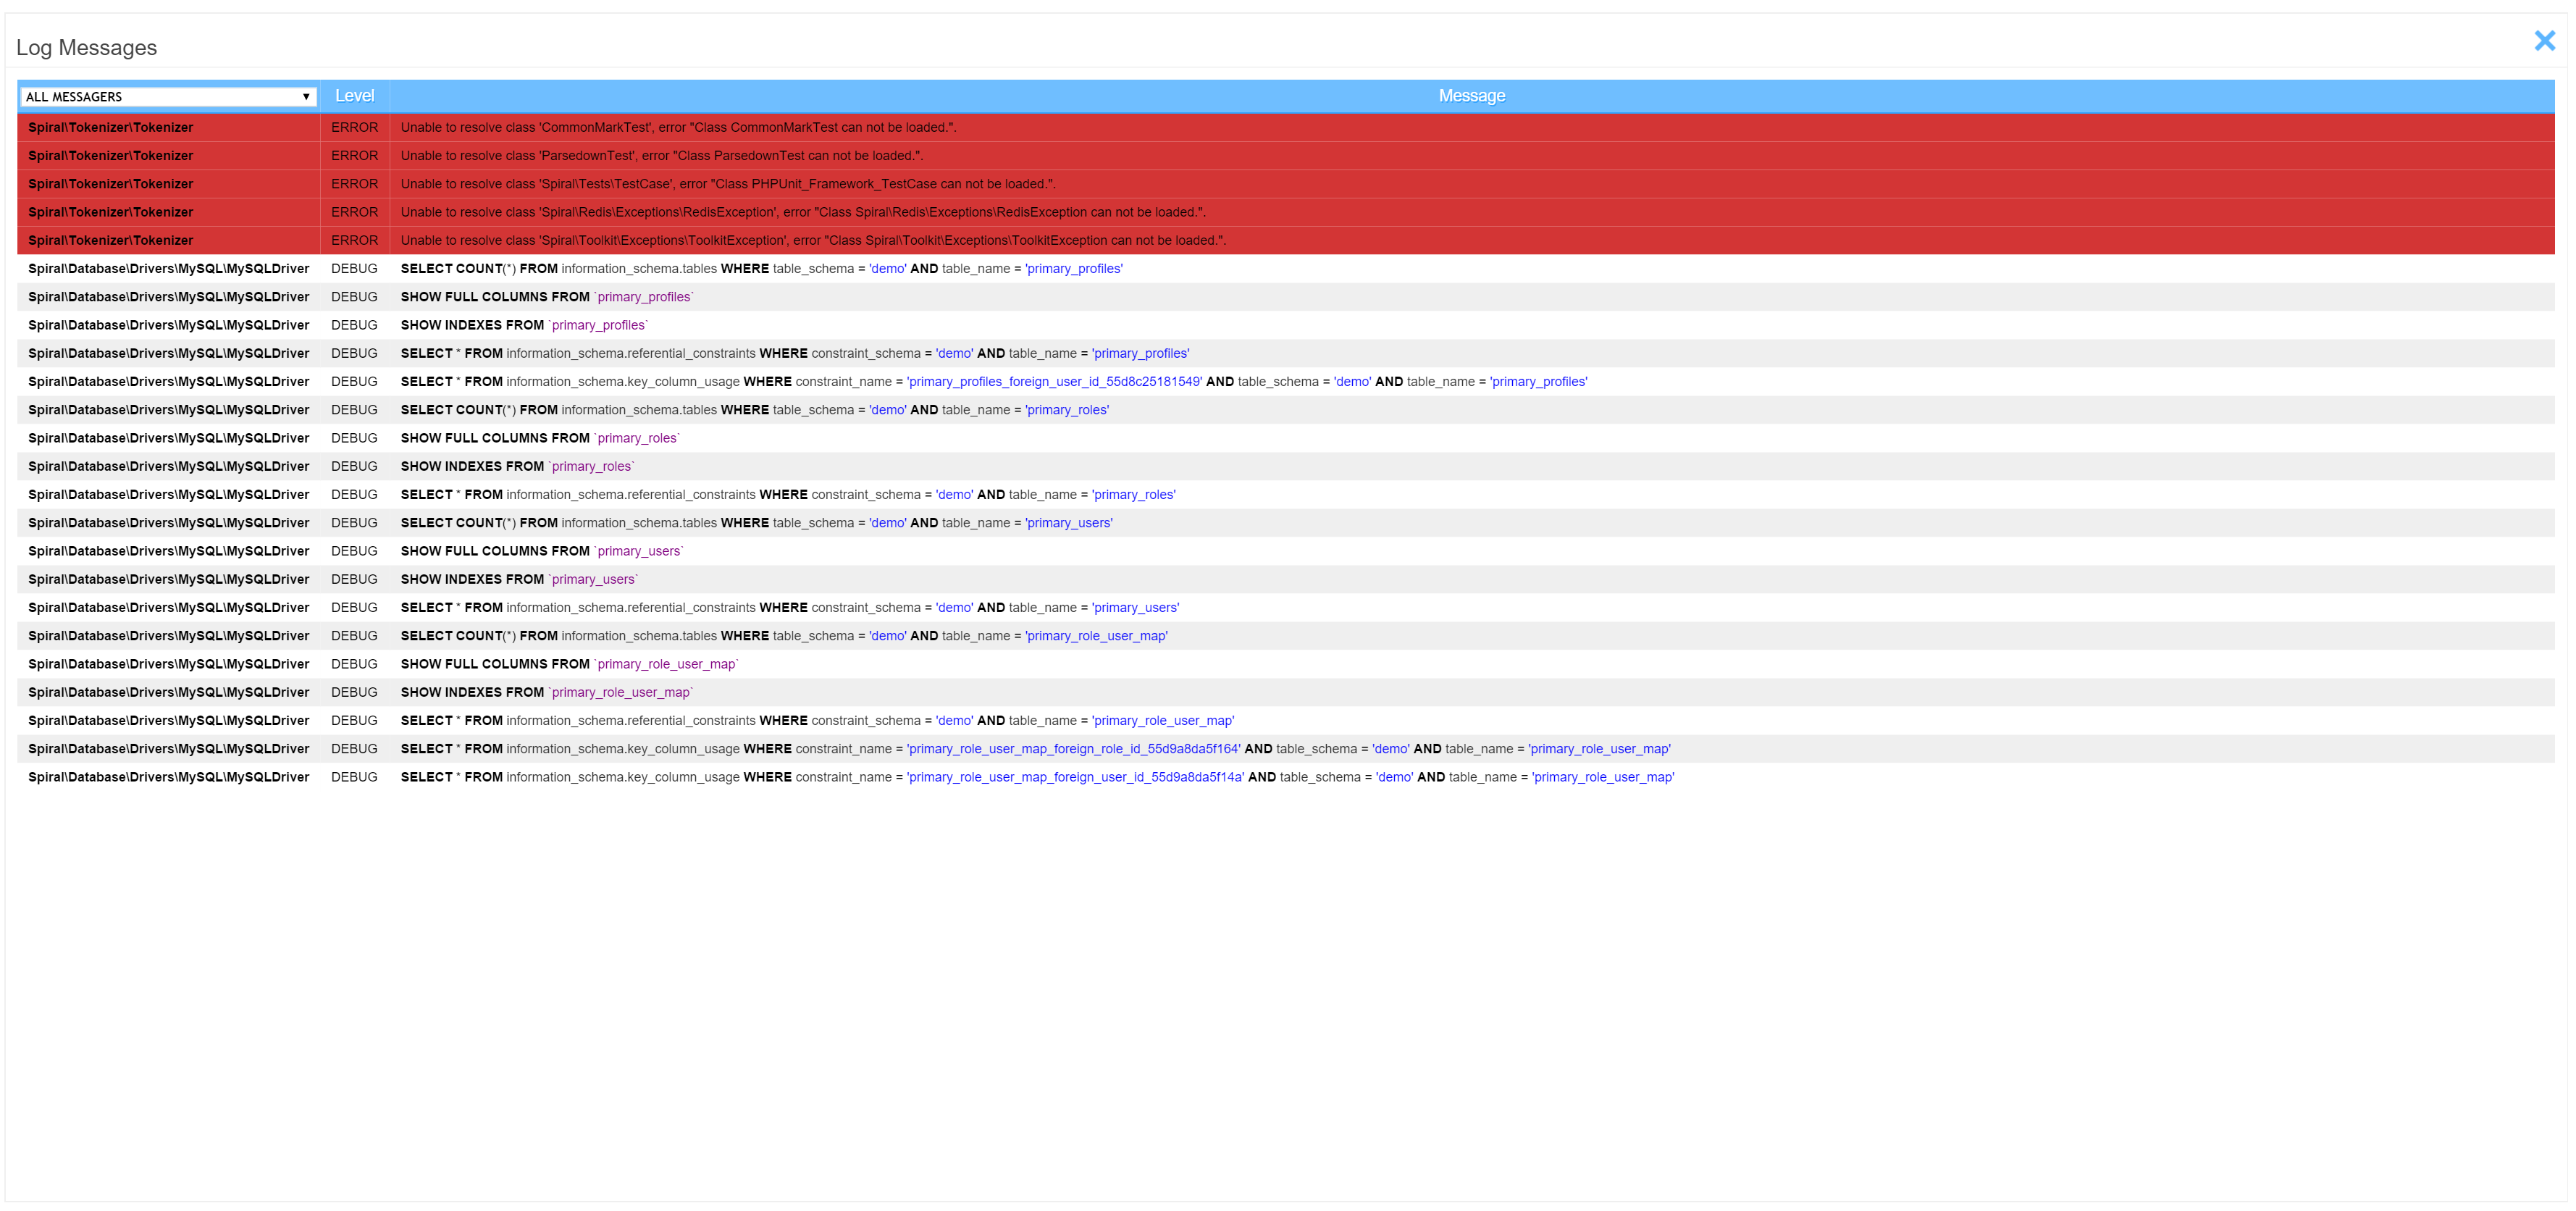 Log Messages
ALL MESSAGERS Level Message
Spiral\Tokenizer\Tokenizer ERROR Unable to resolve class 'CommonMarkTest', error "Class CommonMarkTest can not be loaded.".
Spiral\Tokenizer\Tokenizer ERROR Unable to resolve class 'ParsedownTest', error "Class ParsedownTest can not be loaded.".
Spiral\Tokenizer\Tokenizer ERROR Unable to resolve class 'Spiral\Tests\TestCase', error "Class PHPUnit_Framework_TestCase can not be loaded.".
Spiral\Tokenizer\Tokenizer ERROR Unable to resolve class 'Spiral\Redis\Exceptions\RedisException', error "Class Spiral\Redis\Exceptions\RedisException can not be loaded.".
Spiral\Tokenizer\Tokenizer ERROR Unable to resolve class 'Spiral\Toolkit\Exceptions\ToolkitException', error "Class Spiral\Toolkit\Exceptions\ToolkitException can not be loaded.".
Spiral\Database\Drivers\MySQL\MySQLDriver DEBUG SELECT COUNT(*) FROM information_schema.tables WHERE table_schema = 'demo' AND table_name = 'primary_profiles'
Spiral\Database\Drivers\MySQL\MySQLDriver DEBUG SHOW FULL COLUMNS FROM `primary_profiles`
Spiral\Database\Drivers\MySQL\MySQLDriver DEBUG SHOW INDEXES FROM `primary_profiles`
Spiral\Database\Drivers\MySQL\MySQLDriver DEBUG SELECT * FROM information_schema.referential_constraints WHERE constraint_schema = 'demo' AND table_name = 'primary_profiles'
Spiral\Database\Drivers\MySQL\MySQLDriver DEBUG SELECT * FROM information_schema.key_column_usage WHERE constraint_name = 'primary_profiles_foreign_user_id_55d8c25181549' AND table_schema = 'demo' AND table_name = 'primary_profiles'
Spiral\Database\Drivers\MySQL\MySQLDriver DEBUG SELECT COUNT(*) FROM information_schema.tables WHERE table_schema = 'demo' AND table_name = 'primary_roles'
Spiral\Database\Drivers\MySQL\MySQLDriver DEBUG SHOW FULL COLUMNS FROM `primary_roles`
Spiral\Database\Drivers\MySQL\MySQLDriver DEBUG SHOW INDEXES FROM `primary_roles`
Spiral\Database\Drivers\MySQL\MySQLDriver DEBUG SELECT * FROM information_schema.referential_constraints WHERE constraint_schema = 'demo' AND table_name = 'primary_roles'
Spiral\Database\Drivers\MySQL\MySQLDriver DEBUG SELECT COUNT(*) FROM information_schema.tables WHERE table_schema = 'demo' AND table_name = 'primary_users'
Spiral\Database\Drivers\MySQL\MySQLDriver DEBUG SHOW FULL COLUMNS FROM `primary_users`
Spiral\Database\Drivers\MySQL\MySQLDriver DEBUG SHOW INDEXES FROM `primary_users`
Spiral\Database\Drivers\MySQL\MySQLDriver DEBUG SELECT * FROM information_schema.referential_constraints WHERE constraint_schema = 'demo' AND table_name = 'primary_users'
Spiral\Database\Drivers\MySQL\MySQLDriver DEBUG SELECT COUNT(*) FROM information_schema.tables WHERE table_schema = 'demo' AND table_name = 'primary_role_user_map'
Spiral\Database\Drivers\MySQL\MySQLDriver DEBUG SHOW FULL COLUMNS FROM `primary_role_user_map`
Spiral\Database\Drivers\MySQL\MySQLDriver DEBUG SHOW INDEXES FROM `primary_role_user_map`
Spiral\Database\Drivers\MySQL\MySQLDriver DEBUG SELECT * FROM information_schema.referential_constraints WHERE constraint_schema = 'demo' AND table_name = 'primary_role_user_map'
Spiral\Database\Drivers\MySQL\MySQLDriver DEBUG SELECT * FROM information_schema.key_column_usage WHERE constraint_name = 'primary_role_user_map_foreign_role_id_55d9a8da5f164' AND table_schema = 'demo' AND table_name = 'primary_role_user_map'
Spiral\Database\Drivers\MySQL\MySQLDriver DEBUG SELECT * FROM information_schema.key_column_usage WHERE constraint_name = 'primary_role_user_map_foreign_user_id_55d9a8da5f14a' AND table_schema = 'demo' AND table_name = 'primary_role_user_map'